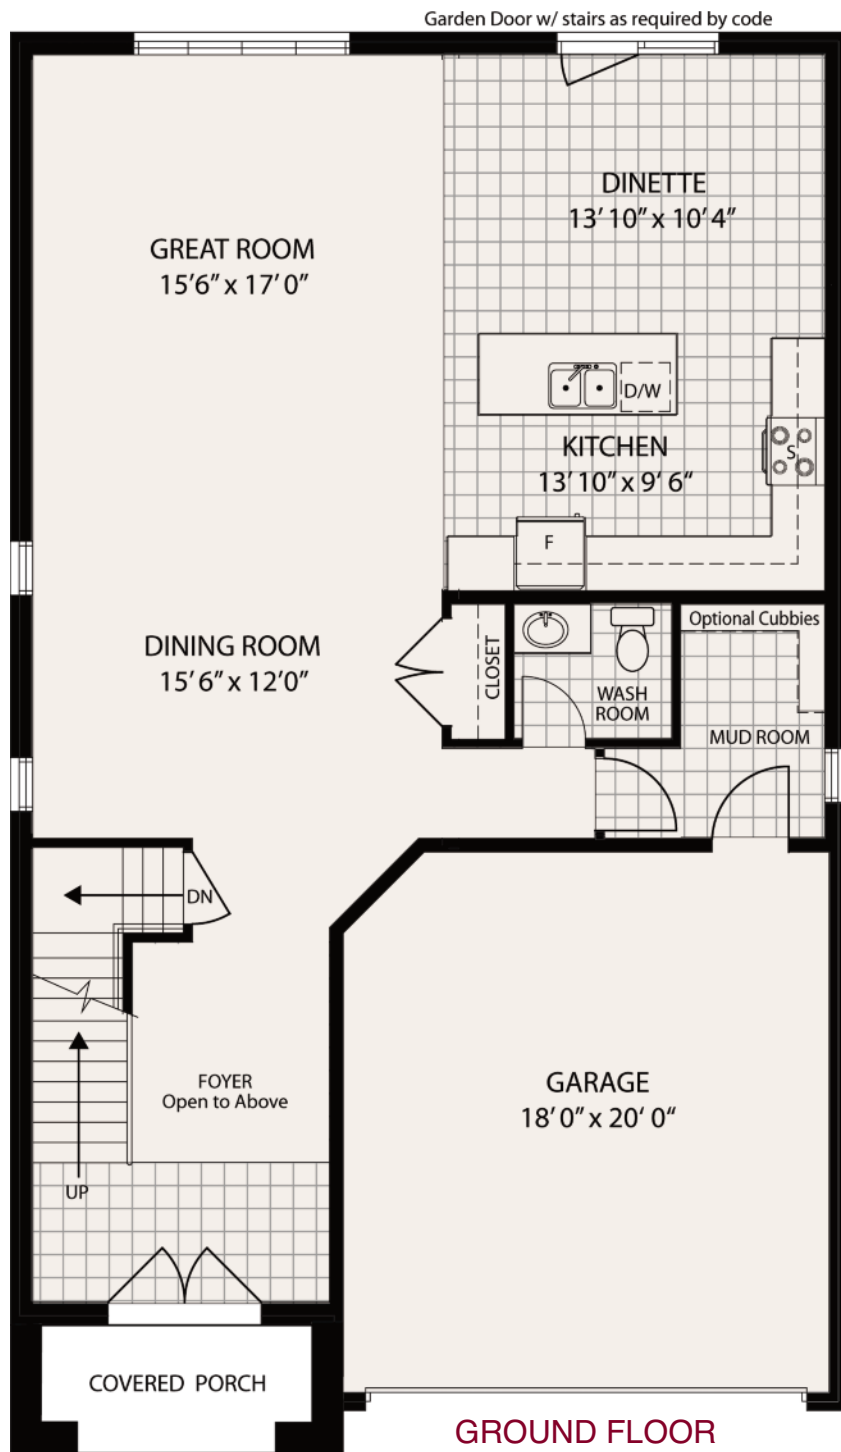 Garden Door w/ stairs as required by code
DINETTE
13' 10" x 10' 4"
GREAT ROOM
15'6" x 17' 0"
D/W
KITCHEN
13' 10" x 9' 6"
S
F
Optional Cubbies
DINING ROOM
15' 6" x 12'0"
CLOSET
WASH
ROOM
MUD ROOM
DN
FOYER
Open to Above
GARAGE
18' 0" x 20' 0"
UP
COVERED PORCH
GROUND FLOOR